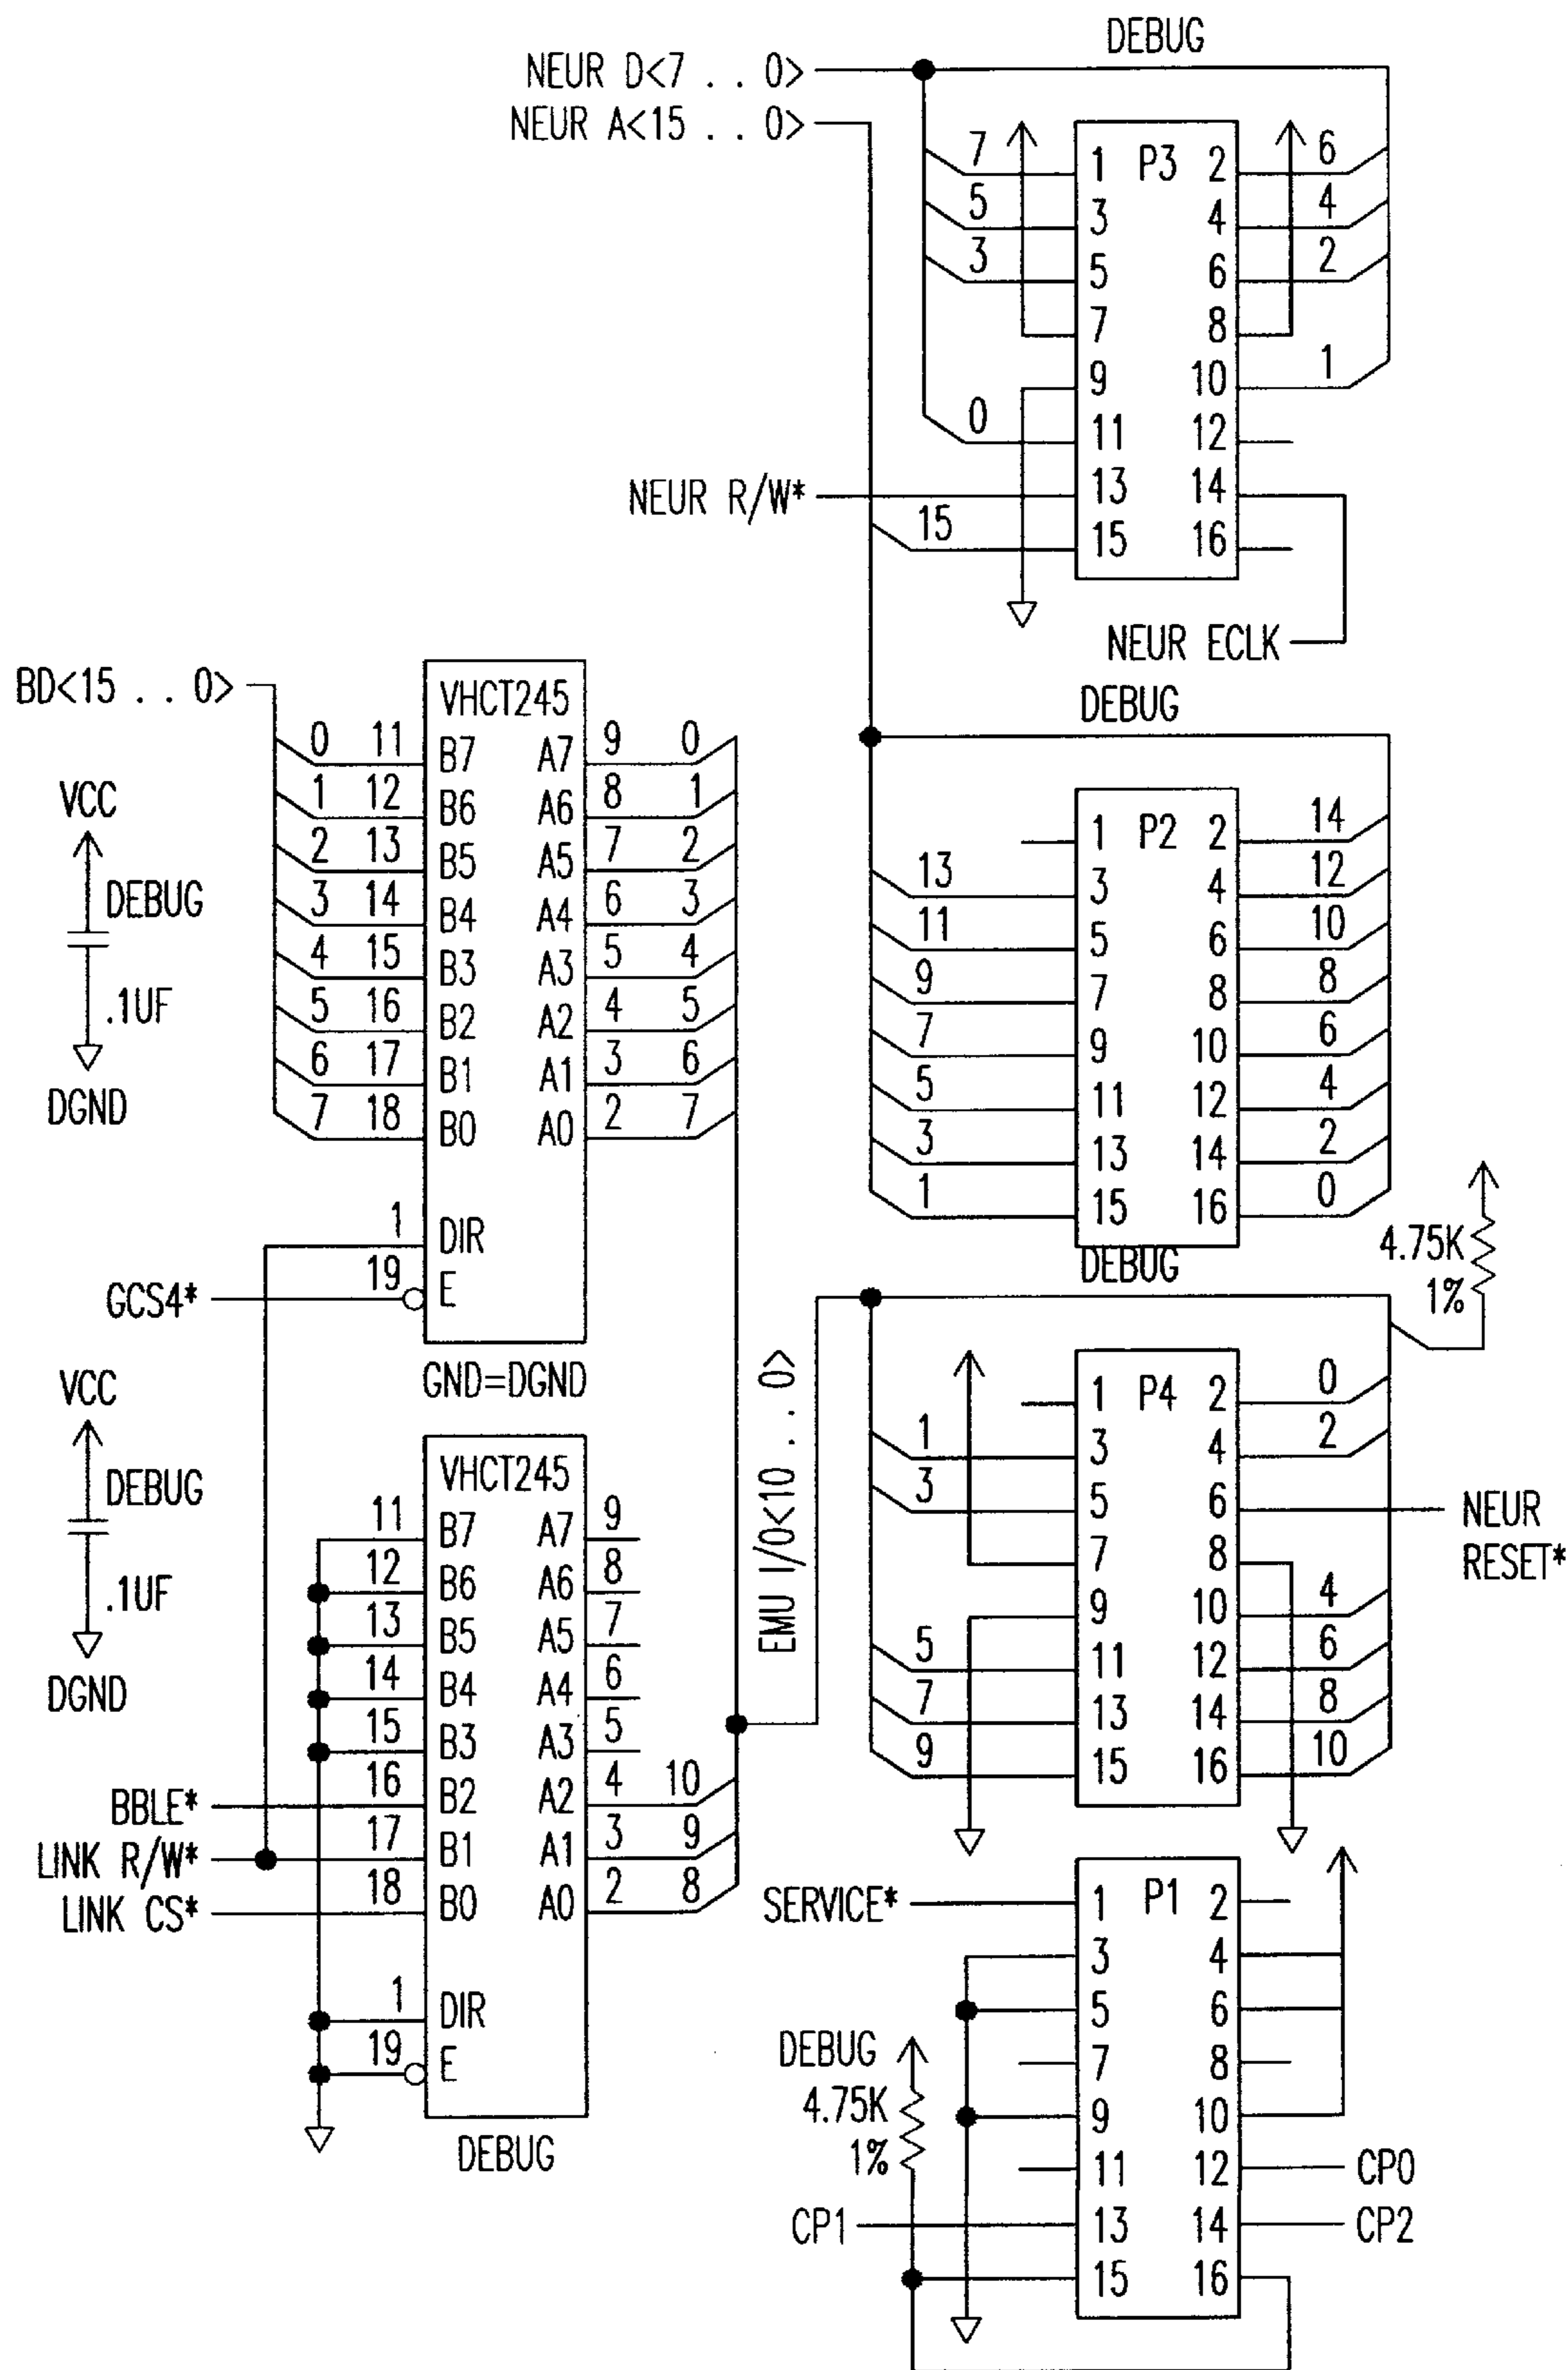 DEBUG
NEUR D<7 . . 0>
NEUR A<15 . . 0>
7 1 P3 2 6
5 3 4 4
3 5 6 2
7 8
9 10 1
0 11 12
NEUR R/W* 13 14
15 15 16
NEUR ECLK
DEBUG
BD<15 . . 0>
VHCT245
0 11 B7 A7 9 0
1 12 B6 A6 8 1
2 13 B5 A5 7 2
3 14 B4 A4 6 3
4 15 B3 A3 5 4
5 16 B2 A2 4 5
6 17 B1 A1 3 6
7 18 B0 A0 2 7
1 DIR
GCS4* 19 E
GND=DGND
VCC
DEBUG
.1UF
DGND
1 P2 2 14
13 3 4 12
11 5 6 10
9 7 8 8
7 9 10 6
5 11 12 4
3 13 14 2
1 15 16 0
DEBUG
4.75K
1%
VCC
DEBUG
.1UF
DGND
VHCT245
11 B7 A7 9
12 B6 A6 8
13 B5 A5 7
14 B4 A4 6
15 B3 A3 5
BBLE* 16 B2 A2 4 10
LINK R/W* 17 B1 A1 3 9
LINK CS* 18 B0 A0 2 8
1 DIR
19 E
DEBUG
EMU I/O<10 . . 0>
1 P4 2 0
1 3 4 2
3 5 6 NEUR
RESET*
7 8
9 10 4
5 11 12 6
7 13 14 8
9 15 16 10
SERVICE* 1 P1 2
3 4
5 6
DEBUG 7 8
4.75K 9 10
1% 11 12 CP0
CP1 13 14 CP2
15 16